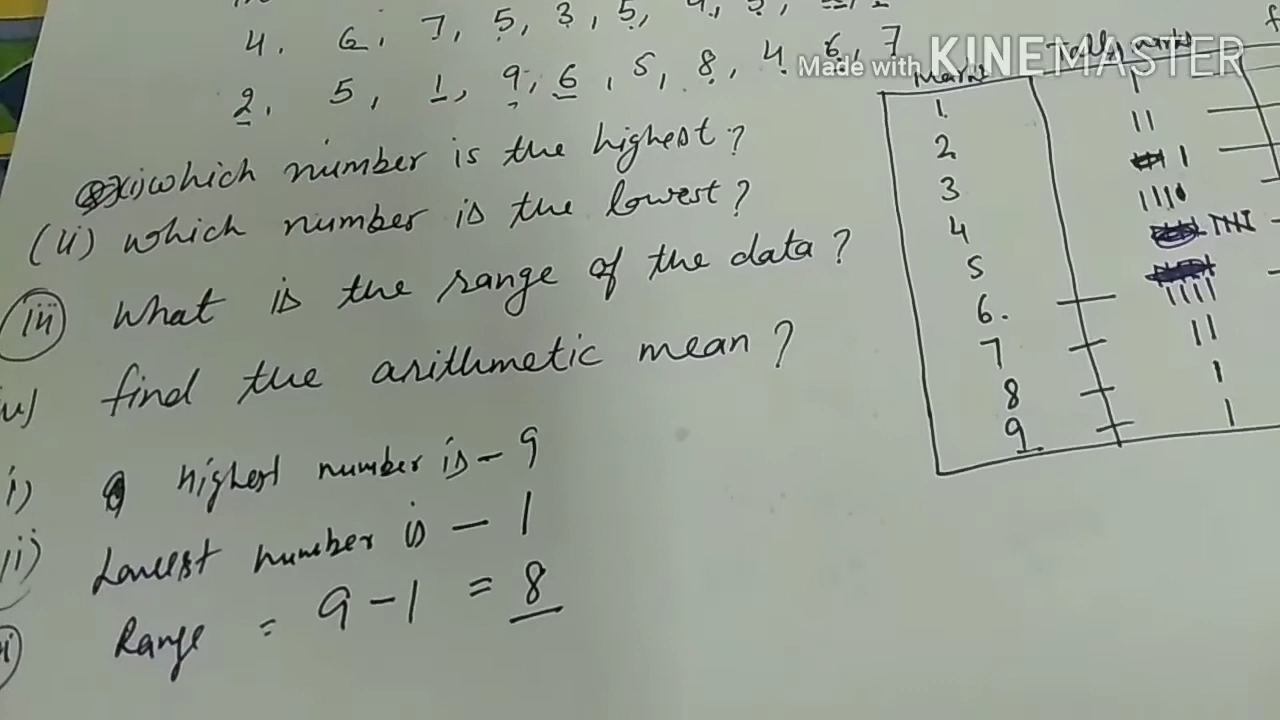 4, 6, 7, 5, 3, 5, 4,
2, 5, 1, 9, 6, 5, 8, 4, 6, 7
(i) which number is the highest?
(ii) which number is the lowest?
(iii) What is the range of the data?
find the arithmetic mean?
i) highest number is - 9
ii) Lowest number is - 1
Range = 9 - 1 = 8
Made with KINEMASTER
Marks Tally marks
1 |
2 ||
3 |
4 ||||
5
6. ||||
7 ||
8 |
9 |